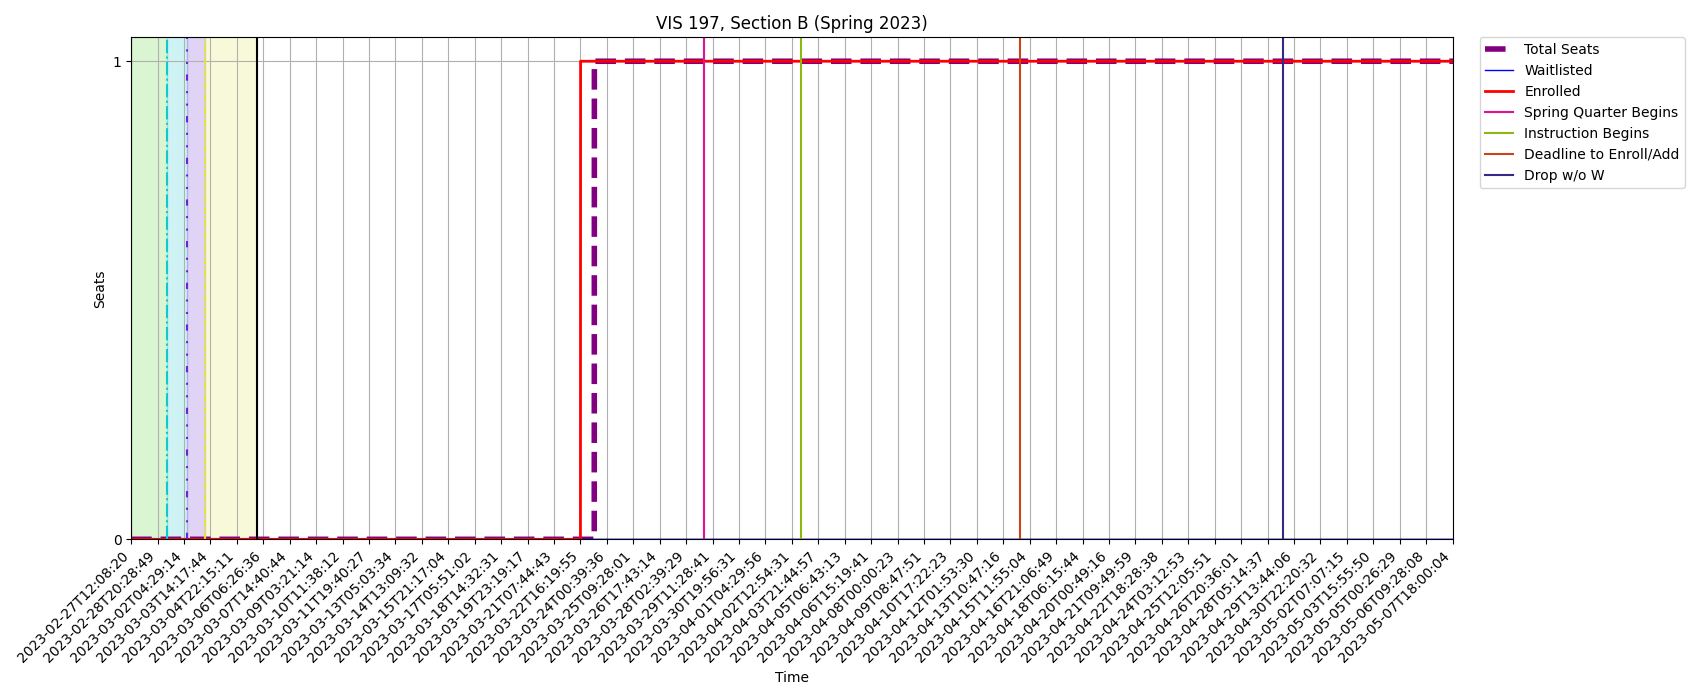 VIS 197, Section B (Spring 2023)
Total Seats
Waitlisted
Enrolled
Spring Quarter Begins
Instruction Begins
Deadline to Enroll/Add
Drop w/o W
1
0
Seats
2023-02-27T12:08:20
2023-02-28T20:28:49
2023-03-02T04:29:14
2023-03-03T14:17:44
2023-03-04T22:15:11
2023-03-06T06:26:36
2023-03-07T14:40:44
2023-03-09T03:21:14
2023-03-10T11:38:12
2023-03-11T19:40:27
2023-03-13T05:03:34
2023-03-14T13:09:32
2023-03-15T21:17:04
2023-03-17T05:51:02
2023-03-18T14:32:31
2023-03-19T23:19:17
2023-03-21T07:44:43
2023-03-22T16:19:55
2023-03-24T00:39:36
2023-03-25T09:28:01
2023-03-26T17:43:14
2023-03-28T02:39:29
2023-03-29T11:28:41
2023-03-30T19:56:31
2023-04-01T04:29:56
2023-04-02T12:54:31
2023-04-03T21:44:57
2023-04-05T06:43:13
2023-04-06T15:19:41
2023-04-08T00:00:23
2023-04-09T08:47:51
2023-04-10T17:22:23
2023-04-12T01:53:30
2023-04-13T10:47:16
2023-04-15T11:55:04
2023-04-16T21:06:49
2023-04-18T06:15:44
2023-04-20T00:49:16
2023-04-21T09:49:59
2023-04-22T18:28:38
2023-04-24T03:12:53
2023-04-25T12:05:51
2023-04-26T20:36:01
2023-04-28T05:14:37
2023-04-29T13:44:06
2023-04-30T22:20:32
2023-05-02T07:07:15
2023-05-03T15:55:50
2023-05-05T00:26:29
2023-05-06T09:28:08
2023-05-07T18:00:04
Time